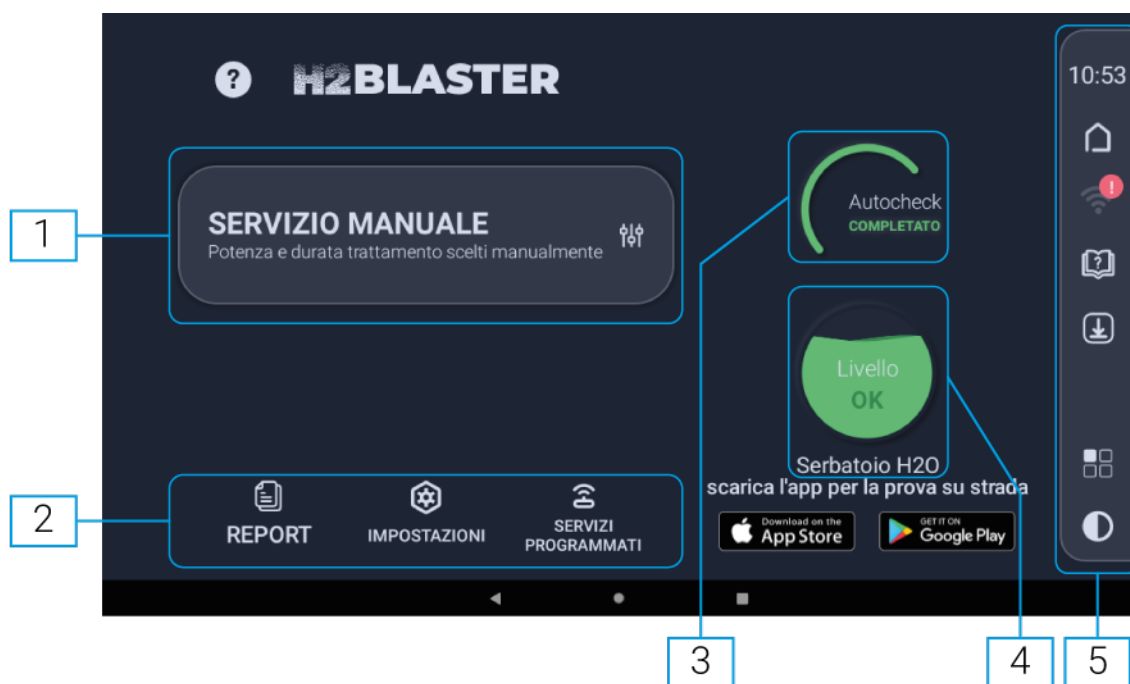 ?
H2BLASTER
10:53
SERVIZIO MANUALE
Potenza e durata trattamento scelti manualmente
1
Autocheck
COMPLETATO
!
?
Livello
OK
Serbatoio H2O
scarica l'app per la prova su strada
2
REPORT
IMPOSTAZIONI
SERVIZI
PROGRAMMATI
Download on the
App Store
GET IT ON
Google Play
3
4
5